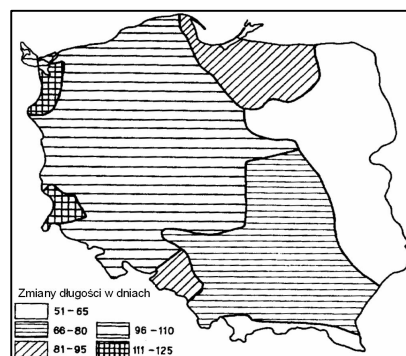 Zmiany długości w dniach
51 – 65
66 – 80
96 – 110
81 – 95
111 – 125